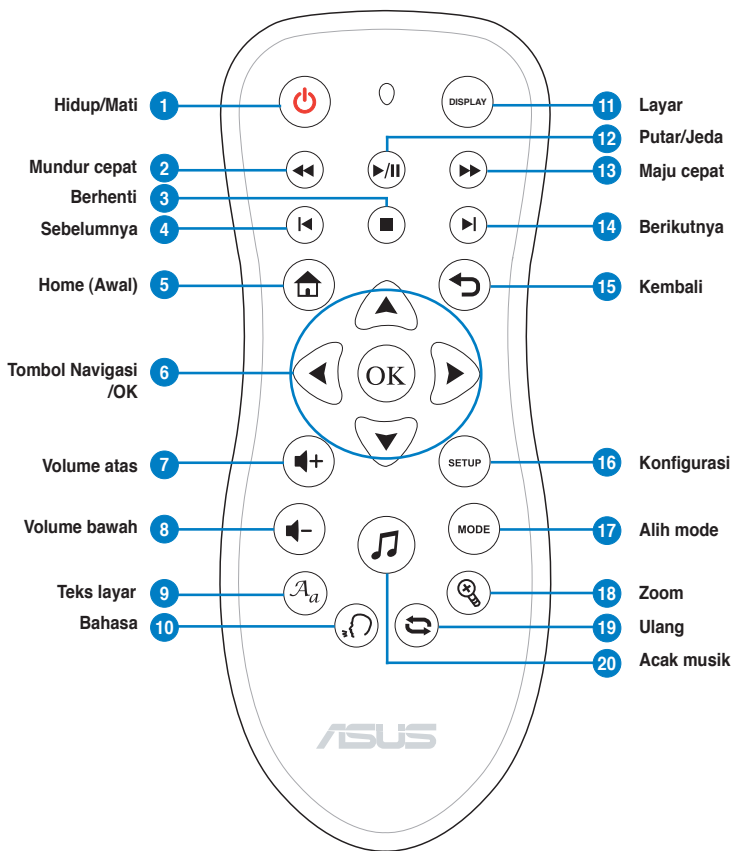 Hidup/Mati 1
DISPLAY
11 Layar
12 Putar/Jeda
Mundur cepat 2
13 Maju cepat
Berhenti 3
Sebelumnya 4
14 Berikutnya
Home (Awal) 5
15 Kembali
Tombol Navigasi 6
/OK
OK
Volume atas 7
SETUP
16 Konfigurasi
Volume bawah 8
MODE
17 Alih mode
Teks layar 9
Aa
18 Zoom
Bahasa 10
19 Ulang
20 Acak musik
ASUS